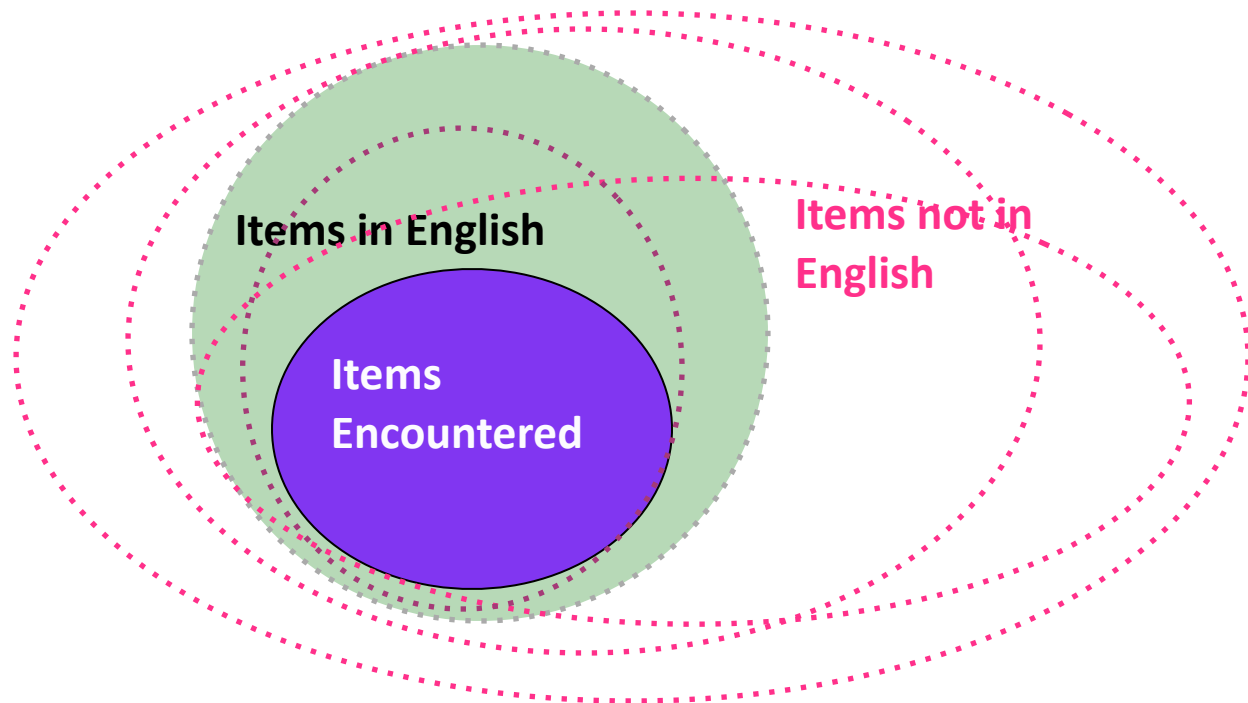 Items in English
Items not in
English
Items
Encountered